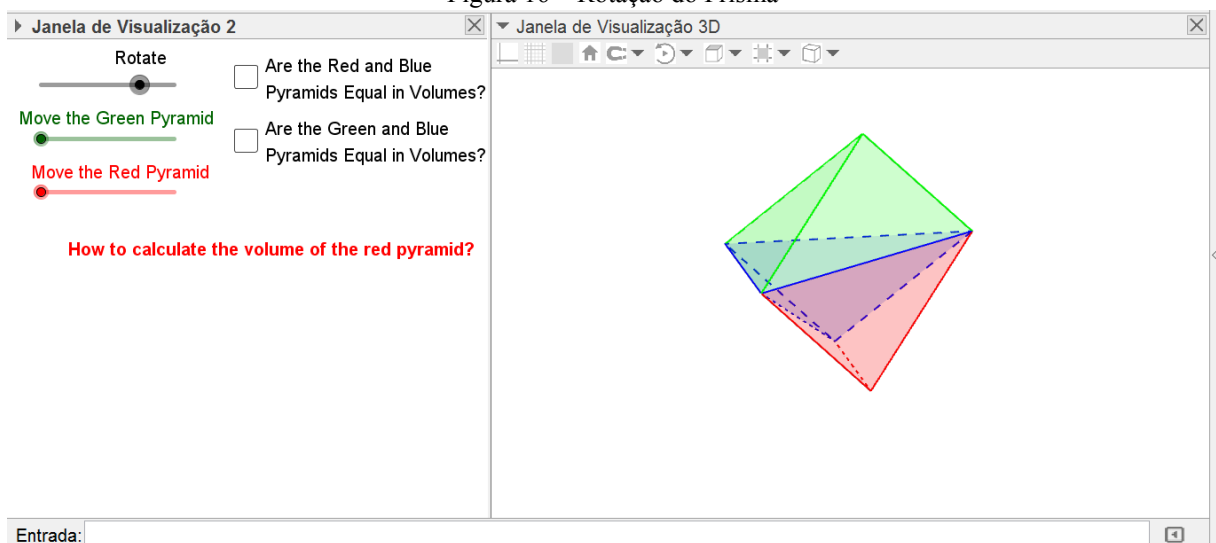 Figura 16 – Rotação do Prisma
Janela de Visualização 2
Janela de Visualização 3D
Rotate
Are the Red and Blue
Pyramids Equal in Volumes?
Move the Green Pyramid
Are the Green and Blue
Pyramids Equal in Volumes?
Move the Red Pyramid
How to calculate the volume of the red pyramid?
Entrada: